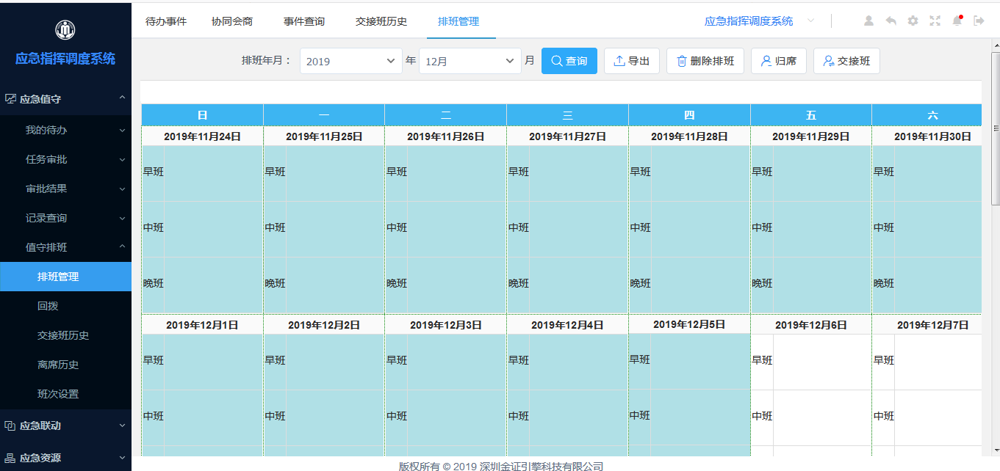 应急指挥调度系统
应急值守
我的待办
任务审批
审批结果
记录查询
值守排班
排班管理
回拨
交接班历史
离席历史
班次设置
应急联动
应急资源
待办事件 协同会商 事件查询 交接班历史 排班管理 应急指挥调度系统
排班年月： 2019 年 12月 月 查询 导出 删除排班 归席 交接班
日 一 二 三 四 五 六
2019年11月24日 2019年11月25日 2019年11月26日 2019年11月27日 2019年11月28日 2019年11月29日 2019年11月30日
早班 早班 早班 早班 早班 早班 早班
中班 中班 中班 中班 中班 中班 中班
晚班 晚班 晚班 晚班 晚班 晚班 晚班
2019年12月1日 2019年12月2日 2019年12月3日 2019年12月4日 2019年12月5日 2019年12月6日 2019年12月7日
早班 早班 早班 早班 早班 早班 早班
中班 中班 中班 中班 中班 中班 中班
版权所有 © 2019 深圳金证引擎科技有限公司